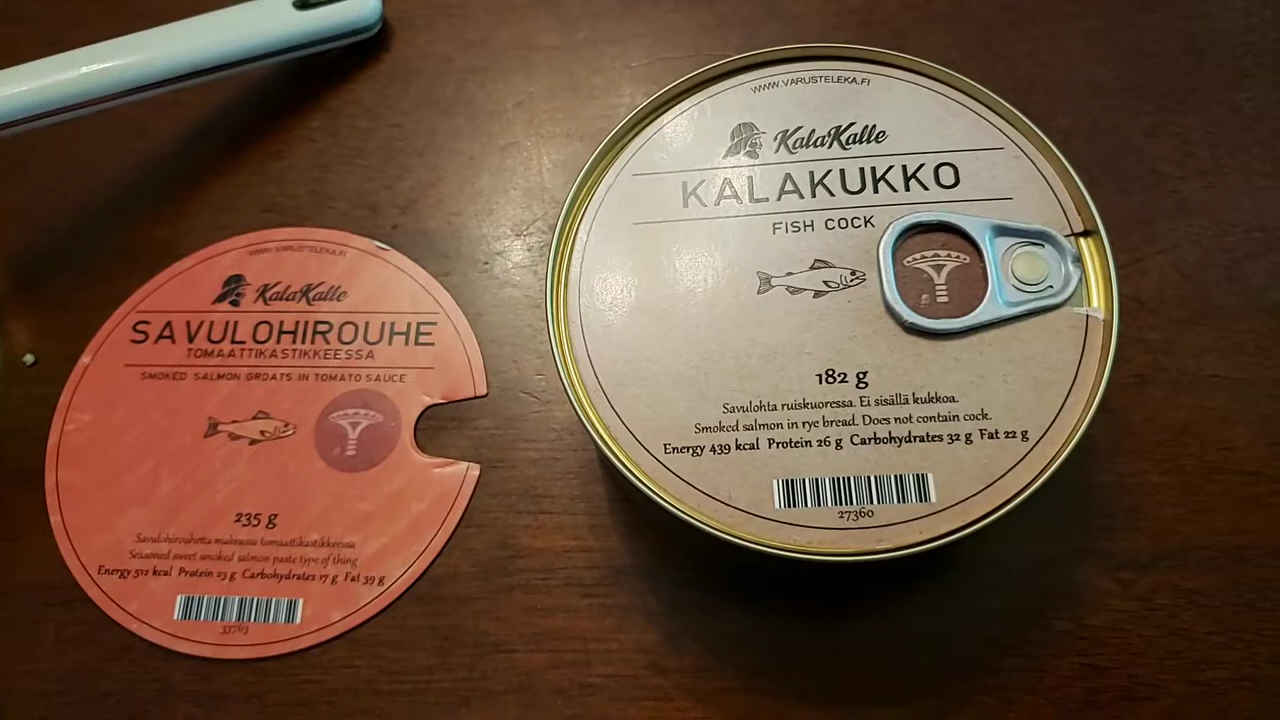 WWW.VARUSTELEKA.FI
KalaKalle
SAVULOHIROUHE
TOMAATTIKASTIKKEESSA
SMOKED SALMON GROATS IN TOMATO SAUCE
235 g
Savulohirouhetta makeassa tomaattikastikkeessa
Seasoned sweet smoked salmon paste type of thing
Energy 512 kcal Protein 23 g Carbohydrates 17 g Fat 39 g
33763
WWW.VARUSTELEKA.FI
KalaKalle
KALAKUKKO
FISH COCK
182 g
Savulohta ruiskuoressa. Ei sisällä kukkoa.
Smoked salmon in rye bread. Does not contain cock.
Energy 439 kcal Protein 26 g Carbohydrates 32 g Fat 22 g
27360